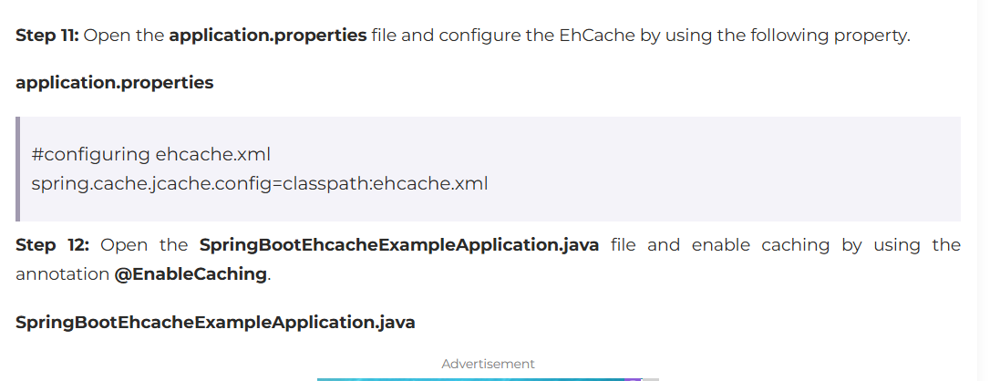 Step 11: Open the application.properties file and configure the EhCache by using the following property.
application.properties
#configuring ehcache.xml
spring.cache.jcache.config=classpath:ehcache.xml
Step 12: Open the SpringBootEhcacheExampleApplication.java file and enable caching by using the
annotation @EnableCaching.
SpringBootEhcacheExampleApplication.java
Advertisement